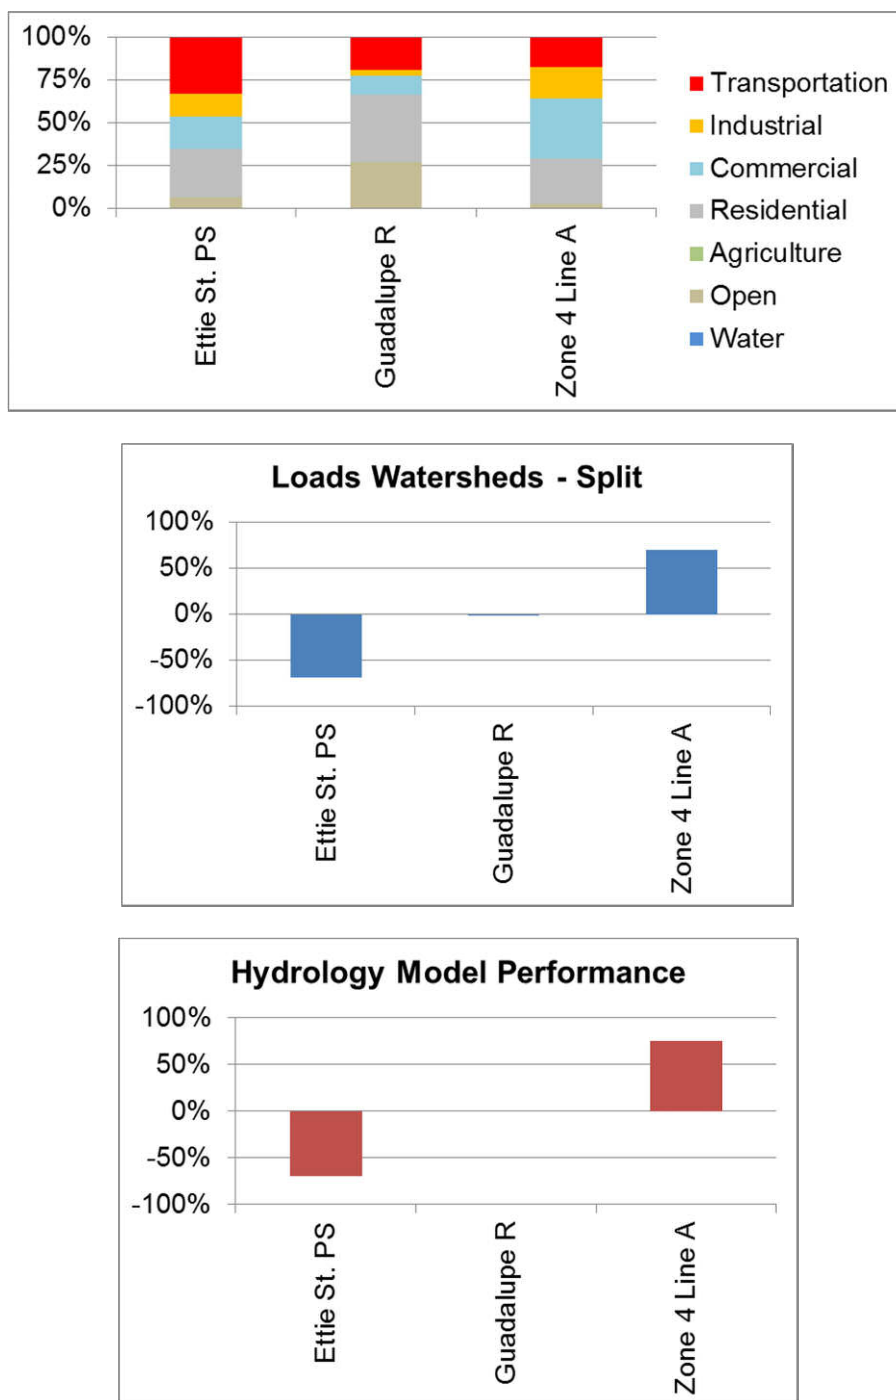 100%
75%
50%
25%
0%
Ettie St. PS
Guadalupe R
Zone 4 Line A
Transportation
Industrial
Commercial
Residential
Agriculture
Open
Water
Loads Watersheds - Split
100%
50%
0%
-50%
-100%
Ettie St. PS
Guadalupe R
Zone 4 Line A
Hydrology Model Performance
100%
50%
0%
-50%
-100%
Ettie St. PS
Guadalupe R
Zone 4 Line A